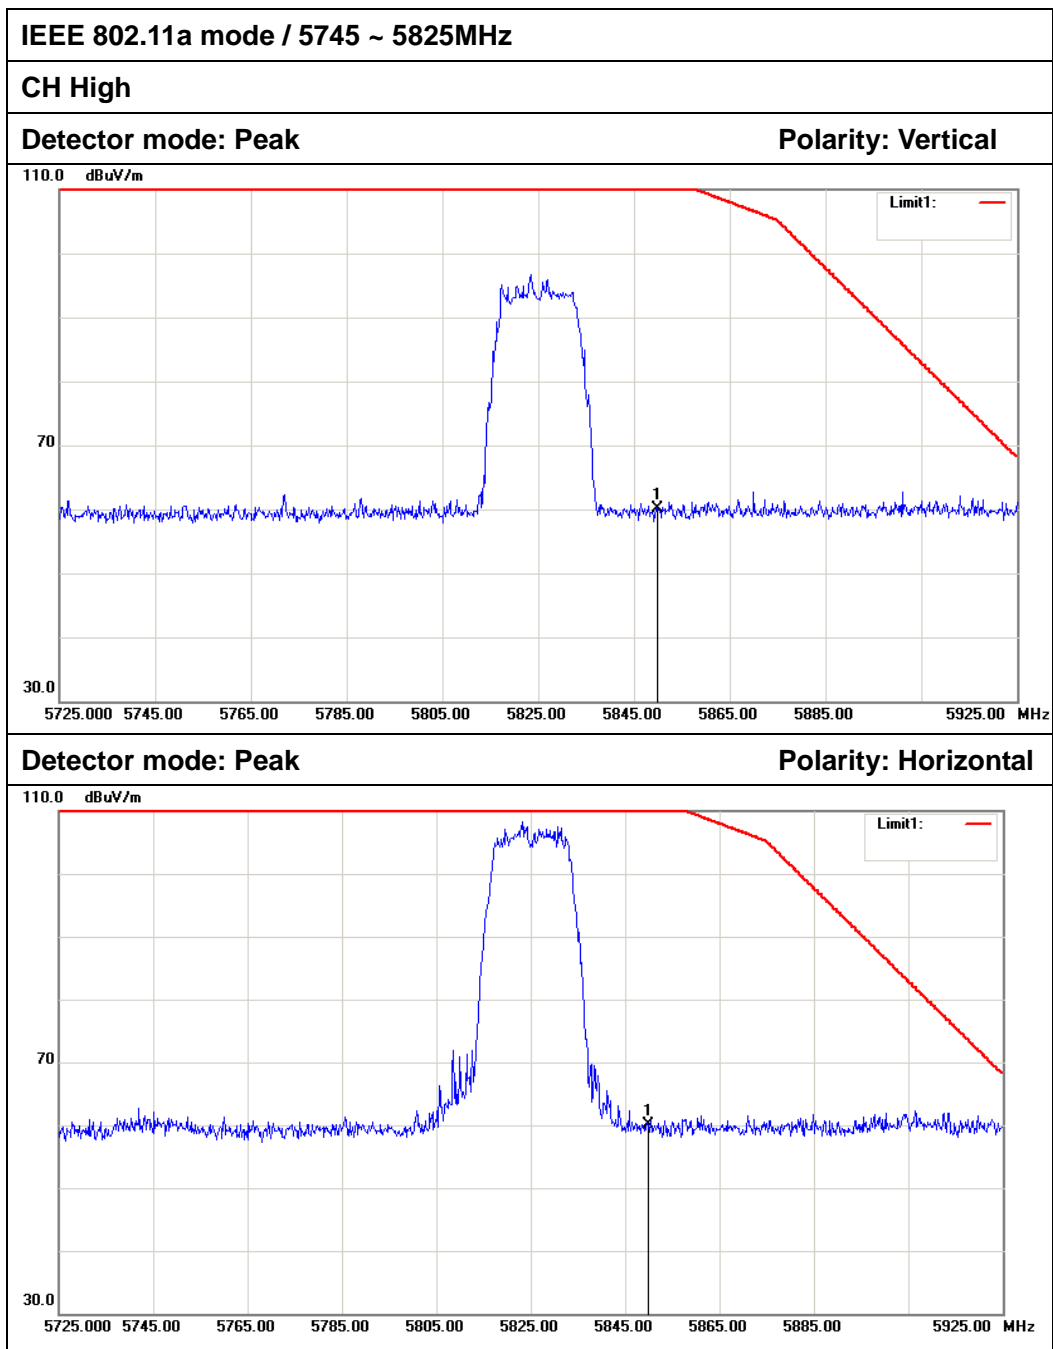 IEEE 802.11a mode / 5745 ~ 5825MHz
CH High
Detector mode: Peak Polarity: Vertical
110.0 dBuV/m
Limit1:
70
1
30.0
5725.000 5745.00 5765.00 5785.00 5805.00 5825.00 5845.00 5865.00 5885.00 5925.00 MHz
Detector mode: Peak Polarity: Horizontal
110.0 dBuV/m
Limit1:
70
1
30.0
5725.000 5745.00 5765.00 5785.00 5805.00 5825.00 5845.00 5865.00 5885.00 5925.00 MHz